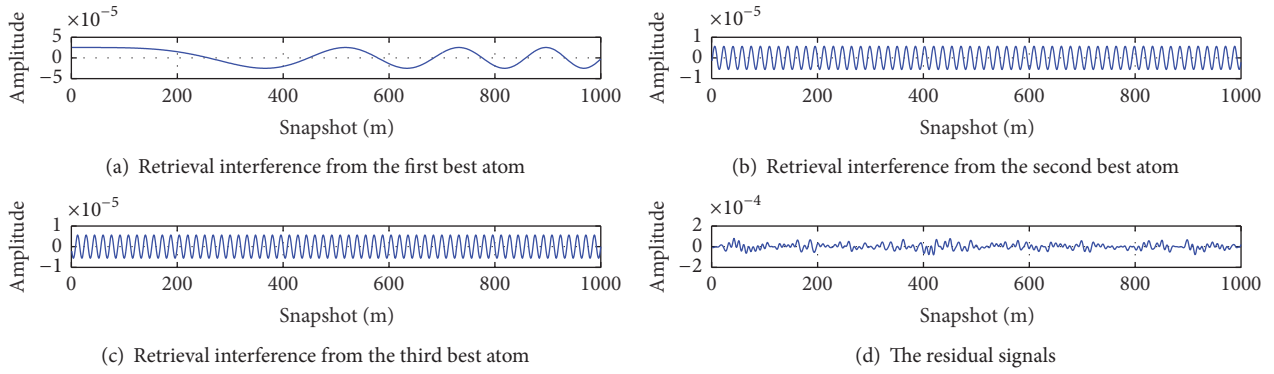 ×10⁻⁵
5
0
−5
Amplitude
0 200 400 600 800 1000
Snapshot (m)
(a) Retrieval interference from the first best atom
×10⁻⁵
1
0
−1
Amplitude
0 200 400 600 800 1000
Snapshot (m)
(b) Retrieval interference from the second best atom
×10⁻⁵
1
0
−1
Amplitude
0 200 400 600 800 1000
Snapshot (m)
(c) Retrieval interference from the third best atom
×10⁻⁴
2
0
−2
Amplitude
0 200 400 600 800 1000
Snapshot (m)
(d) The residual signals